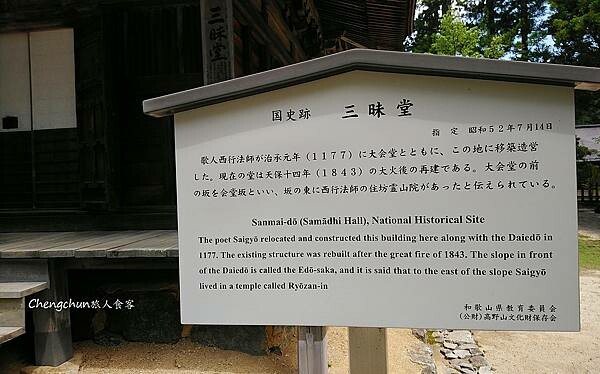 三昧堂
国史跡 三昧堂
指定 昭和52年7月14日
歌人西行法師が治承元年(1177)に大会堂とともに、この地に移築造営
した。現在の堂は天保十四年(1843)の大火後の再建である。大会堂の前
の坂を会堂坂といい、坂の東に西行法師の住坊霊山院があったと伝えられている。
Sanmai-dō (Samādhi Hall), National Historical Site
The poet Saigyō relocated and constructed this building here along with the Daiedō in
1177. The existing structure was rebuilt after the great fire of 1843. The slope in front
of the Daiedō is called the Edō-saka, and it is said that to the east of the slope Saigyō
lived in a temple called Ryōzan-in
和歌山県教育委員会
(公財)高野山文化財保存会
Chengchun旅人食客